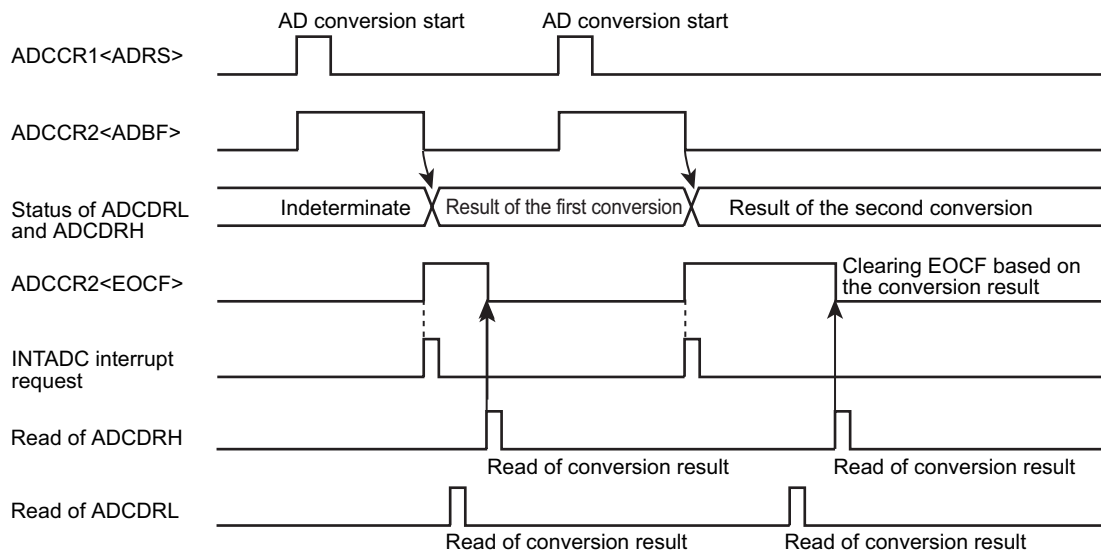 AD conversion start
AD conversion start
ADCCR1<ADRS>
ADCCR2<ADBF>
Status of ADCDRL
and ADCDRH
Indeterminate
Result of the first conversion
Result of the second conversion
ADCCR2<EOCF>
Clearing EOCF based on
the conversion result
INTADC interrupt
request
Read of ADCDRH
Read of conversion result
Read of conversion result
Read of ADCDRL
Read of conversion result
Read of conversion result